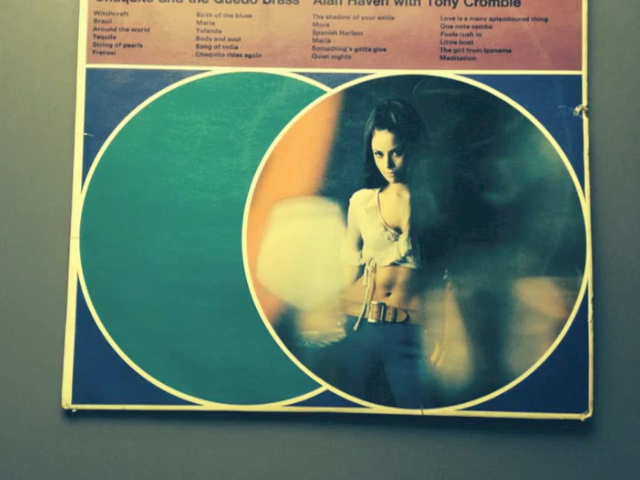 Chaquito and the Quedo Brass
Alan Haven with Tony Crombie
Witchcraft
Brazil
Around the world
Tequila
String of pearls
Frenesi
Birth of the blues
Maria
Yolanda
Body and soul
Song of India
Chaquito rides again
The shadow of your smile
More
Spanish Harlem
Maria
Something's gotta give
Quiet nights
Love is a many splendoured thing
One note samba
Fools rush in
Little boat
The girl from Ipanema
Meditation